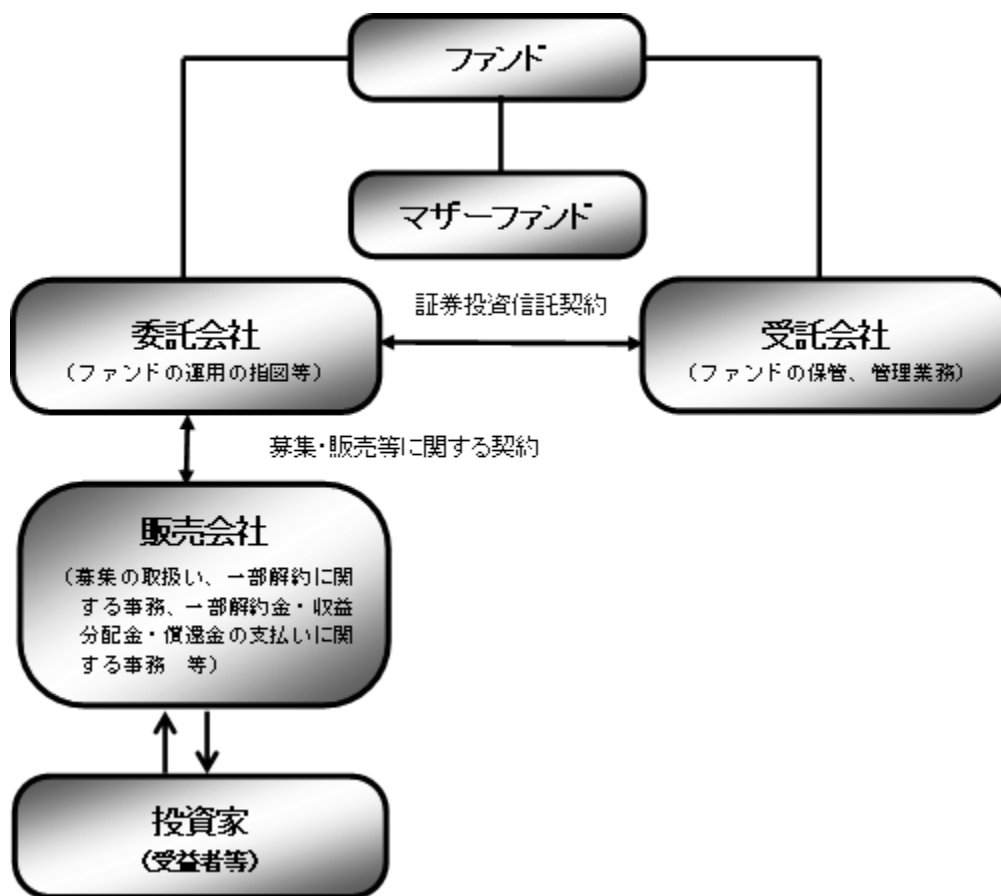 ファンド
マザーファンド
証券投資信託契約
委託会社
（ファンドの運用の指図等）
受託会社
（ファンドの保管、管理業務）
募集・販売等に関する契約
販売会社
（募集の取扱い、一部解約に関
する事務、一部解約金・収益
分配金・償還金の支払いに関
する事務　等）
投資家
（受益者等）